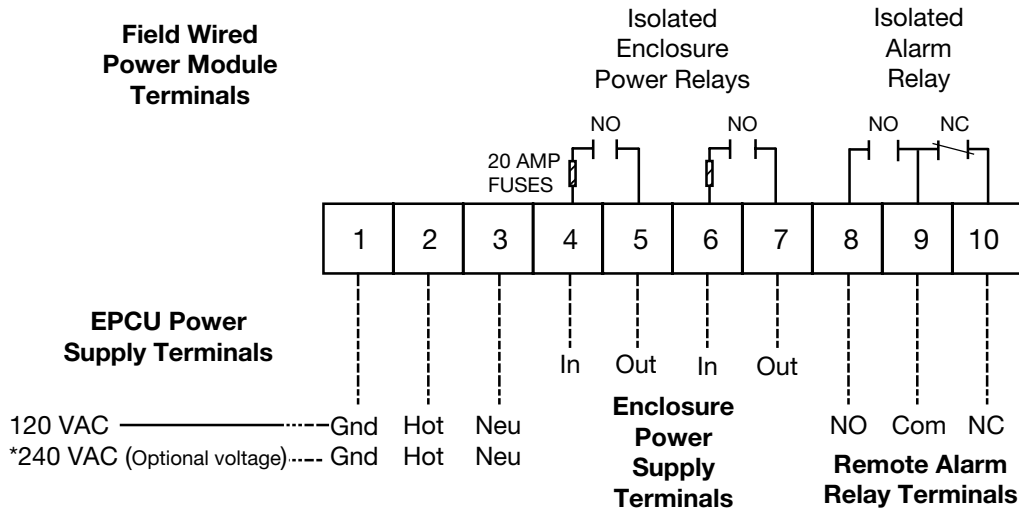 Field Wired
Power Module
Terminals
Isolated
Enclosure
Power Relays
Isolated
Alarm
Relay
NO
NO
NO
NC
20 AMP
FUSES
1 2 3 4 5 6 7 8 9 10
EPCU Power
Supply Terminals
In Out In Out
120 VAC Gnd Hot Neu
*240 VAC (Optional voltage) Gnd Hot Neu
Enclosure
Power
Supply
Terminals
NO Com NC
Remote Alarm
Relay Terminals